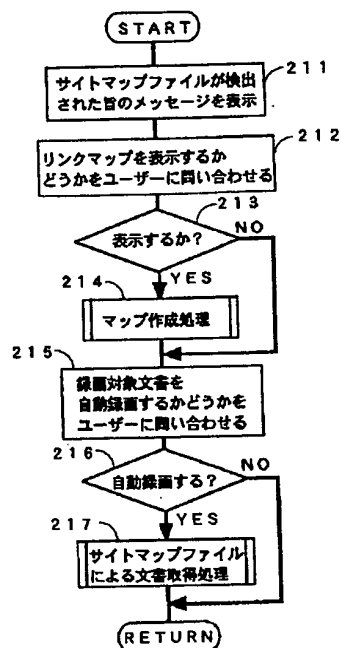 START
サイトマップファイルが検出
された旨のメッセージを表示
211
リンクマップを表示するか
どうかをユーザーに問い合わせる
212
表示するか?
213
NO
YES
214
マップ作成処理
215
録画対象文書を
自動録画するかどうかを
ユーザーに問い合わせる
216
自動録画する?
NO
YES
217
サイトマップファイル
による文書取得処理
RETURN